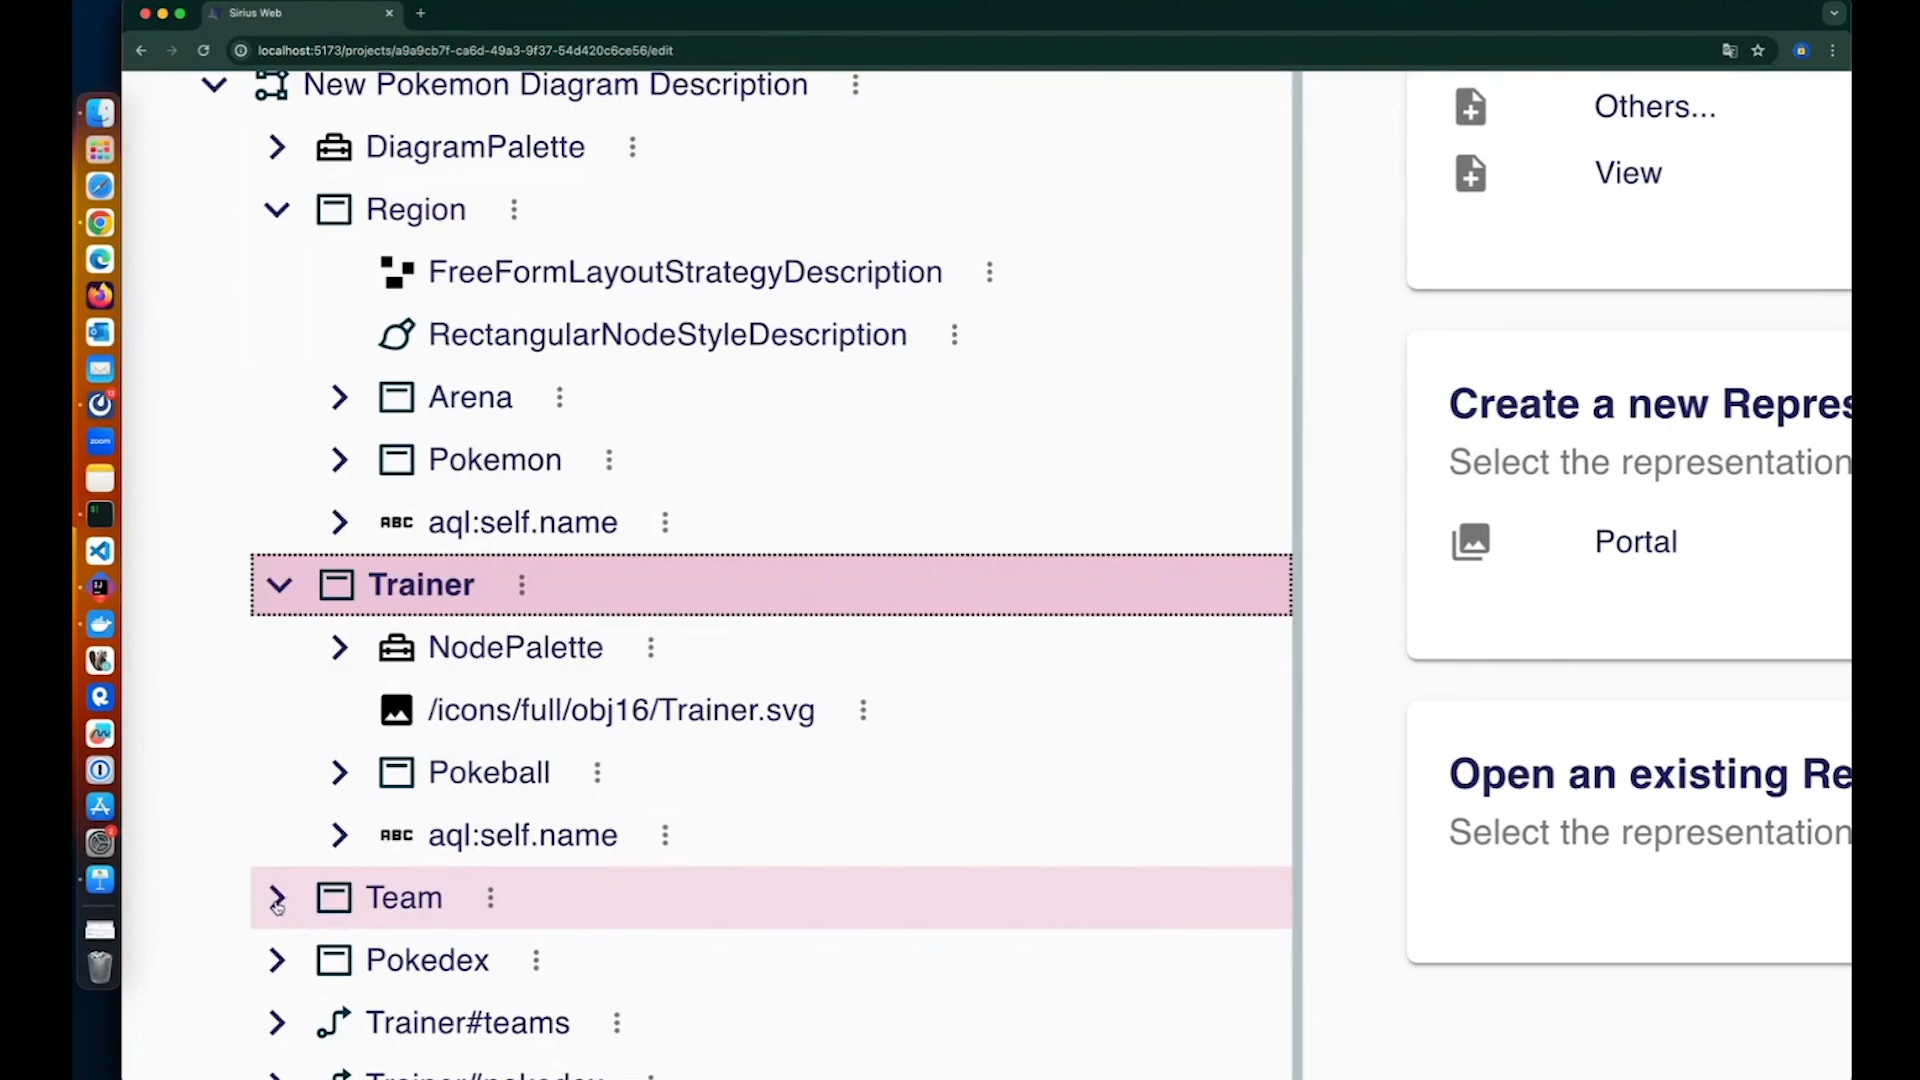 Sirius Web
localhost:5173/projects/a9a9cb7f-ca6d-49a3-9f37-54d420c6ce56/edit
New Pokemon Diagram Description
DiagramPalette
Region
FreeFormLayoutStrategyDescription
RectangularNodeStyleDescription
Arena
Pokemon
ABC aql:self.name
Trainer
NodePalette
/icons/full/obj16/Trainer.svg
Pokeball
ABC aql:self.name
Team
Pokedex
Trainer#teams
Trainer#pokedex
Others...
View
Create a new Repres
Select the representation
Portal
Open an existing Re
Select the representation
zoom